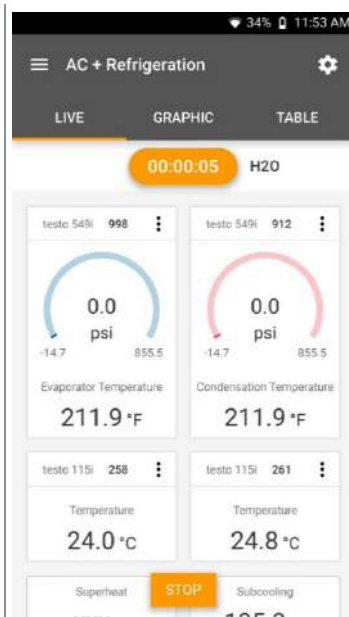 34% 11:53 AM
AC + Refrigeration
LIVE GRAPHIC TABLE
00:00:05 H2O
testo 549i 998 testo 549i 912
0.0 0.0
psi psi
-14.7 855.5 -14.7 855.5
Evaporator Temperature Condensation Temperature
211.9 °F 211.9 °F
testo 115i 258 testo 115i 261
Temperature Temperature
24.0 °C 24.8 °C
Superheat STOP Subcooling